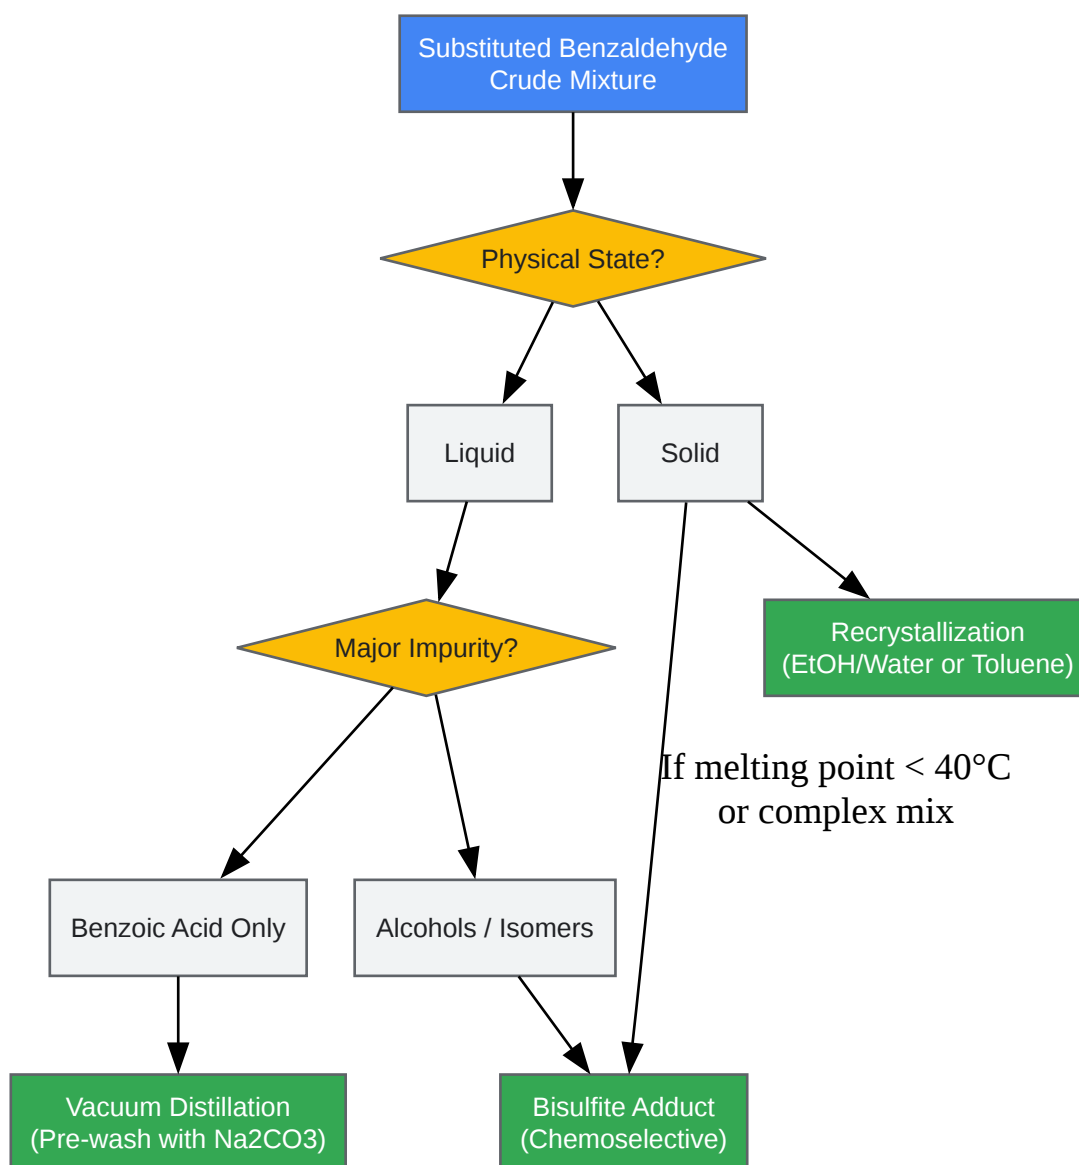 Substituted Benzaldehyde
Crude Mixture
Physical State?
Liquid
Solid
Recrystallization
(EtOH/Water or Toluene)
Major Impurity?
If melting point < 40°C
or complex mix
Benzoic Acid Only
Alcohols / Isomers
Vacuum Distillation
(Pre-wash with Na2CO3)
Bisulfite Adduct
(Chemoselective)